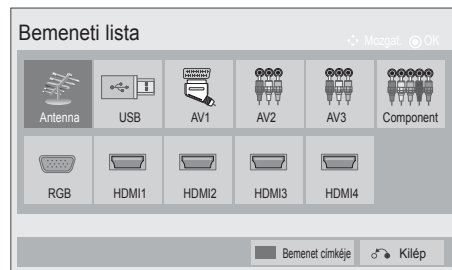 Bemeneti lista
Mozgat. OK
Antenna USB AV1 AV2 AV3 Component
RGB HDMI1 HDMI2 HDMI3 HDMI4
Bemenet címkéje Kilép